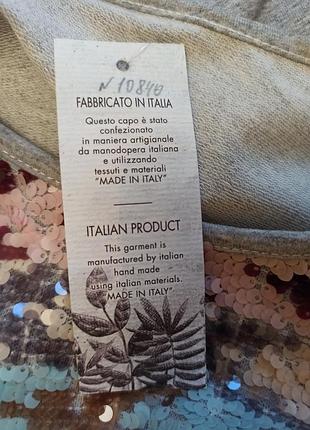 N 10840
FABBRICATO IN ITALIA
Questo capo è stato
confezionato
in maniera artigianale
da manodopera italiana
e utilizzando
tessuti e materiali
"MADE IN ITALY"
ITALIAN PRODUCT
This garment is
manufactured by italian
hand made
using italian materials.
"MADE IN ITALY"